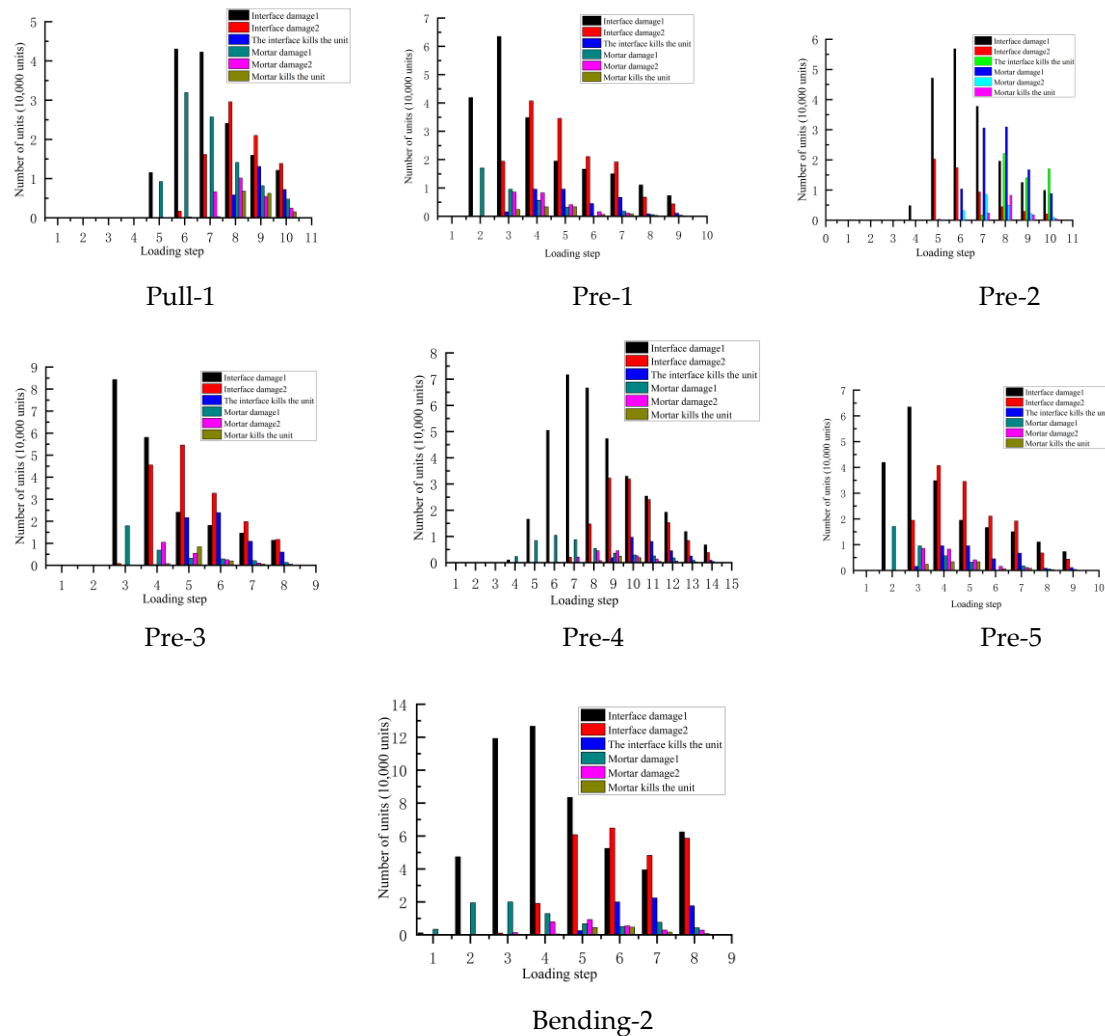 5
4
3
2
1
0
1 2 3 4 5 6 7 8 9 10 11
Number of units (10,000 units)
Loading step
Interface damage1
Interface damage2
The interface kills the unit
Mortar damage1
Mortar damage2
Mortar kills the unit
Pull-1
7
6
5
4
3
2
1
0
1 2 3 4 5 6 7 8 9 10
Number of units (10,000 units)
Loading step
Interface damage1
Interface damage2
The interface kills the unit
Mortar damage1
Mortar damage2
Mortar kills the unit
Pre-1
6
5
4
3
2
1
0
0 1 2 3 4 5 6 7 8 9 10 11
Number of units (10,000 units)
Loading step
Interface damage1
Interface damage2
The interface kills the unit
Mortar damage1
Mortar damage2
Mortar kills the unit
Pre-2
9
8
7
6
5
4
3
2
1
0
1 2 3 4 5 6 7 8 9
Number of units (10,000 units)
Loading step
Interface damage1
Interface damage2
The interface kills the unit
Mortar damage1
Mortar damage2
Mortar kills the unit
Pre-3
8
7
6
5
4
3
2
1
0
1 2 3 4 5 6 7 8 9 10 11 12 13 14 15
Number of units (10,000 units)
Loading step
Interface damage1
Interface damage2
The interface kills the unit
Mortar damage1
Mortar damage2
Mortar kills the unit
Pre-4
7
6
5
4
3
2
1
0
1 2 3 4 5 6 7 8 9 10
Number of units (10,000 units)
Loading step
Interface damage1
Interface damage2
The interface kills the unit
Mortar damage1
Mortar damage2
Mortar kills the unit
Pre-5
14
12
10
8
6
4
2
0
1 2 3 4 5 6 7 8 9
Number of units (10,000 units)
Loading step
Interface damage1
Interface damage2
The interface kills the unit
Mortar damage1
Mortar damage2
Mortar kills the unit
Bending-2